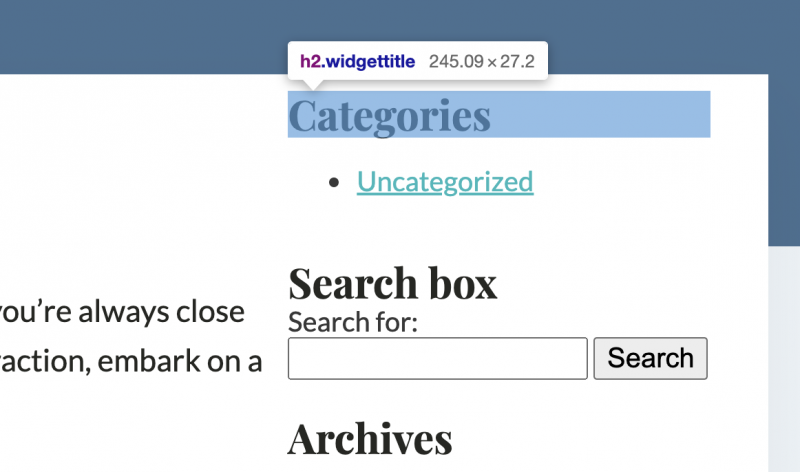 h2.widgettitle 245.09 × 27.2
Categories
• Uncategorized
you’re always close
raction, embark on a
Search box
Search for:
Search
Archives